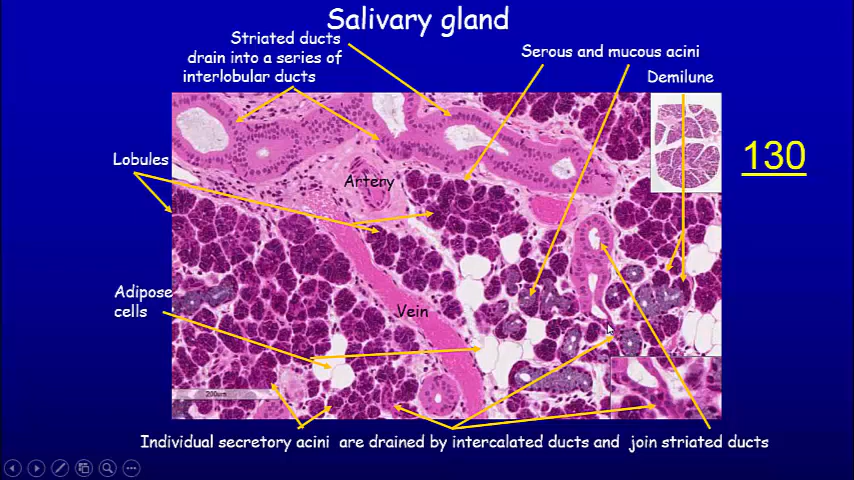 Salivary gland
Striated ducts
drain into a series of
interlobular ducts
Serous and mucous acini
Demilune
130
Lobules
Artery
Adipose
cells
Vein
200um
Individual secretory acini are drained by intercalated ducts and join striated ducts